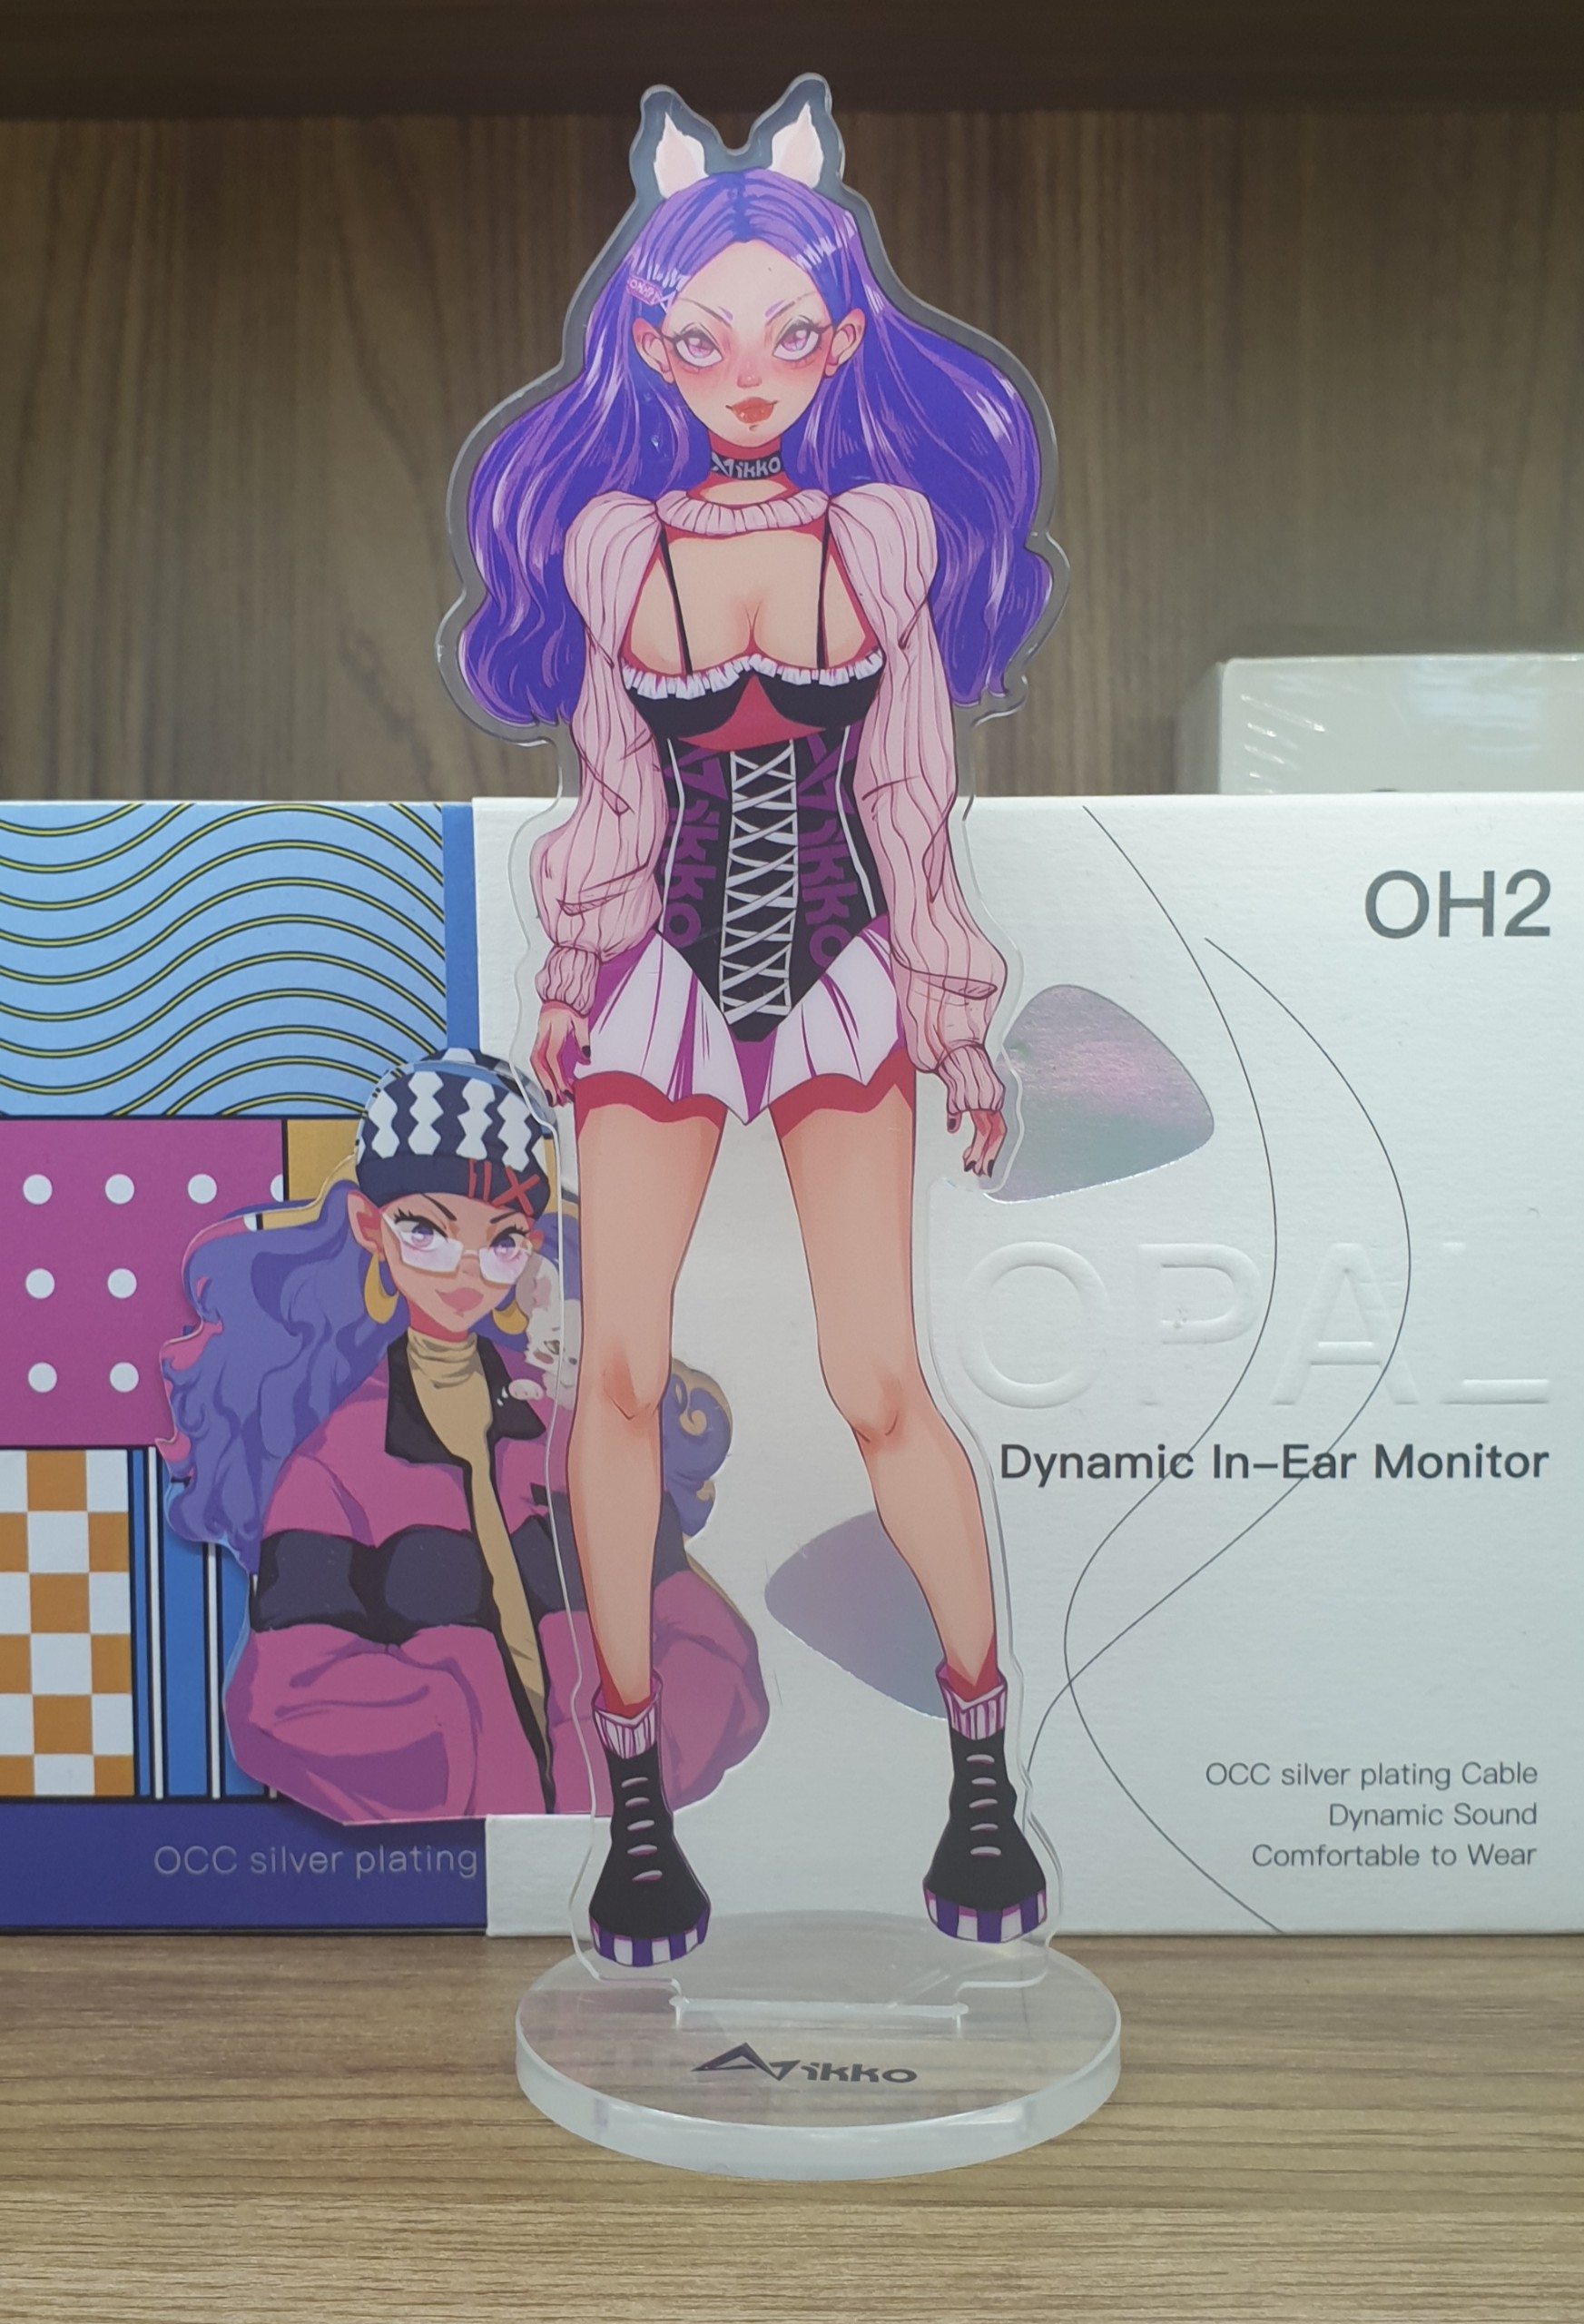 Aikko
Aikko
Aikko
OH2
OPAL
Dynamic In-Ear Monitor
OCC silver plating Cable
Dynamic Sound
Comfortable to Wear
OCC silver plating
Aikko